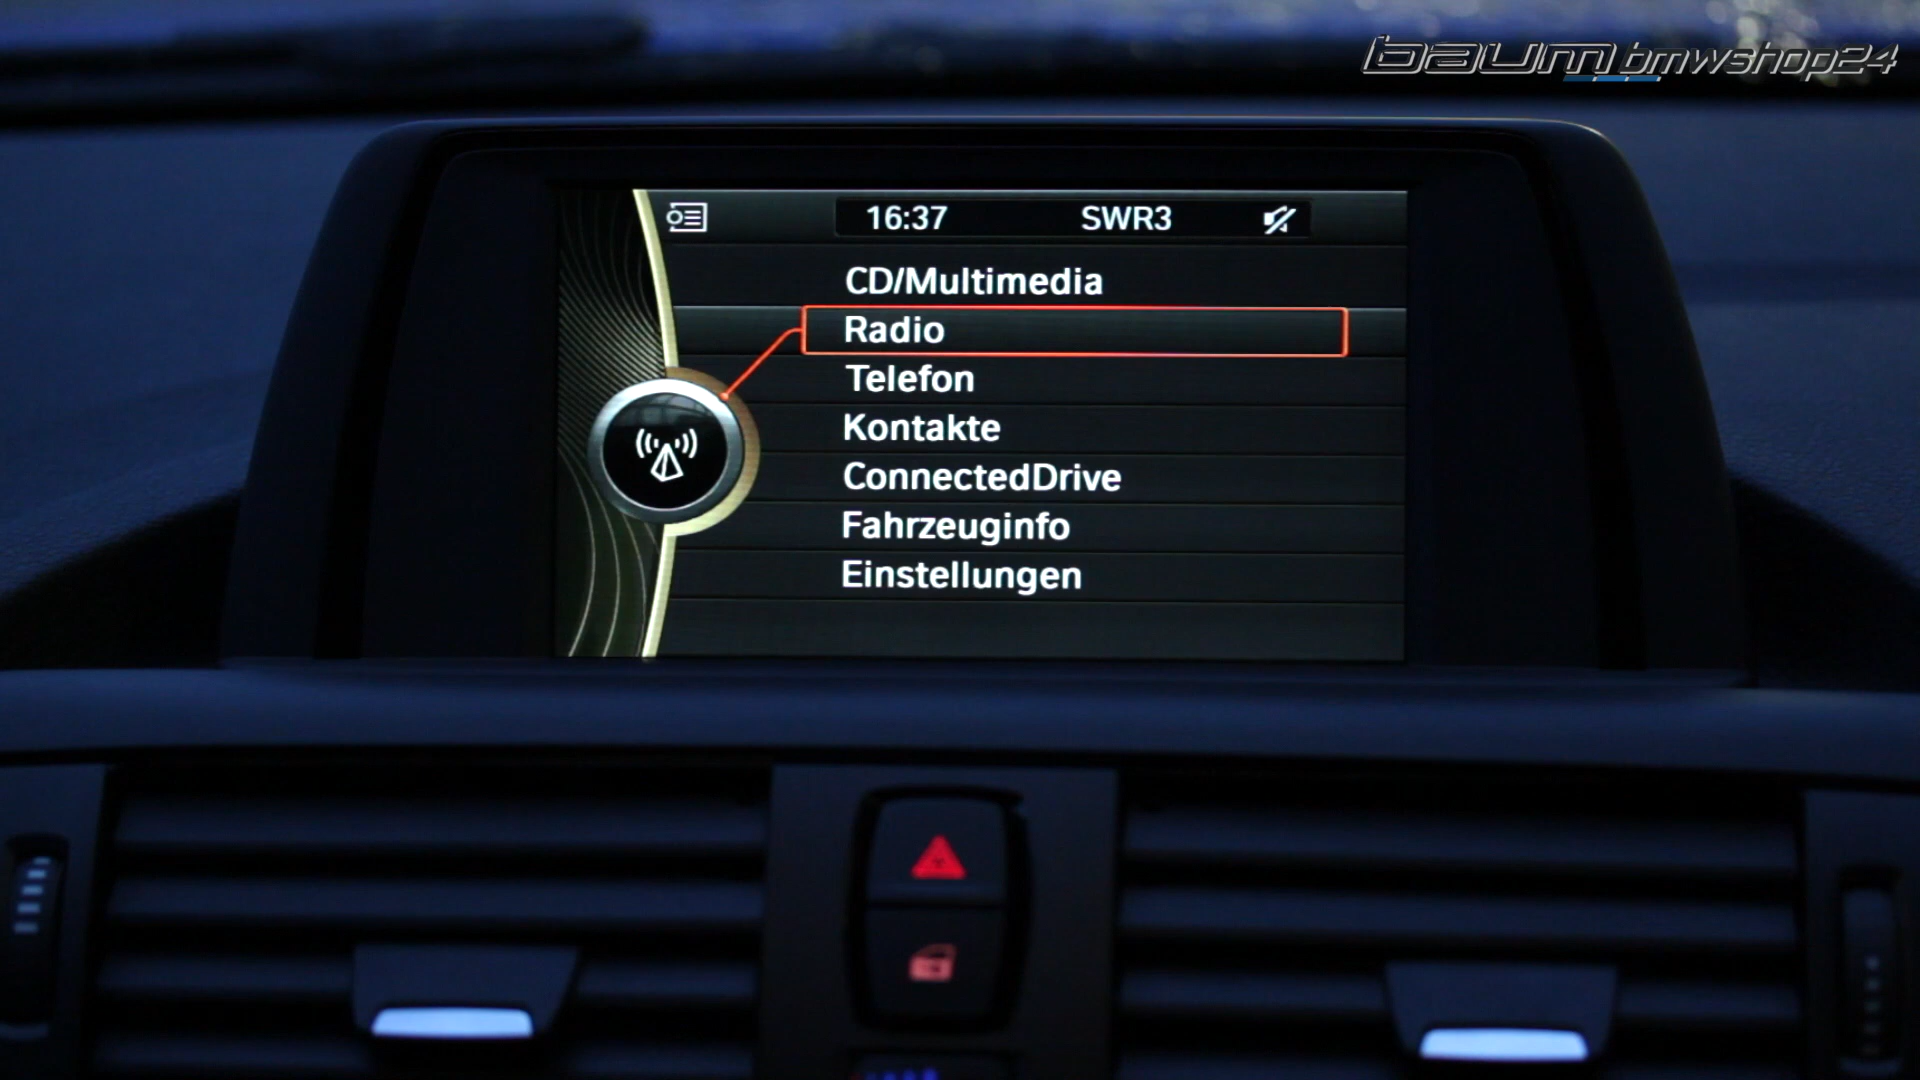 baum bmwshop24
16:37 SWR3
CD/Multimedia
Radio
Telefon
Kontakte
ConnectedDrive
Fahrzeuginfo
Einstellungen